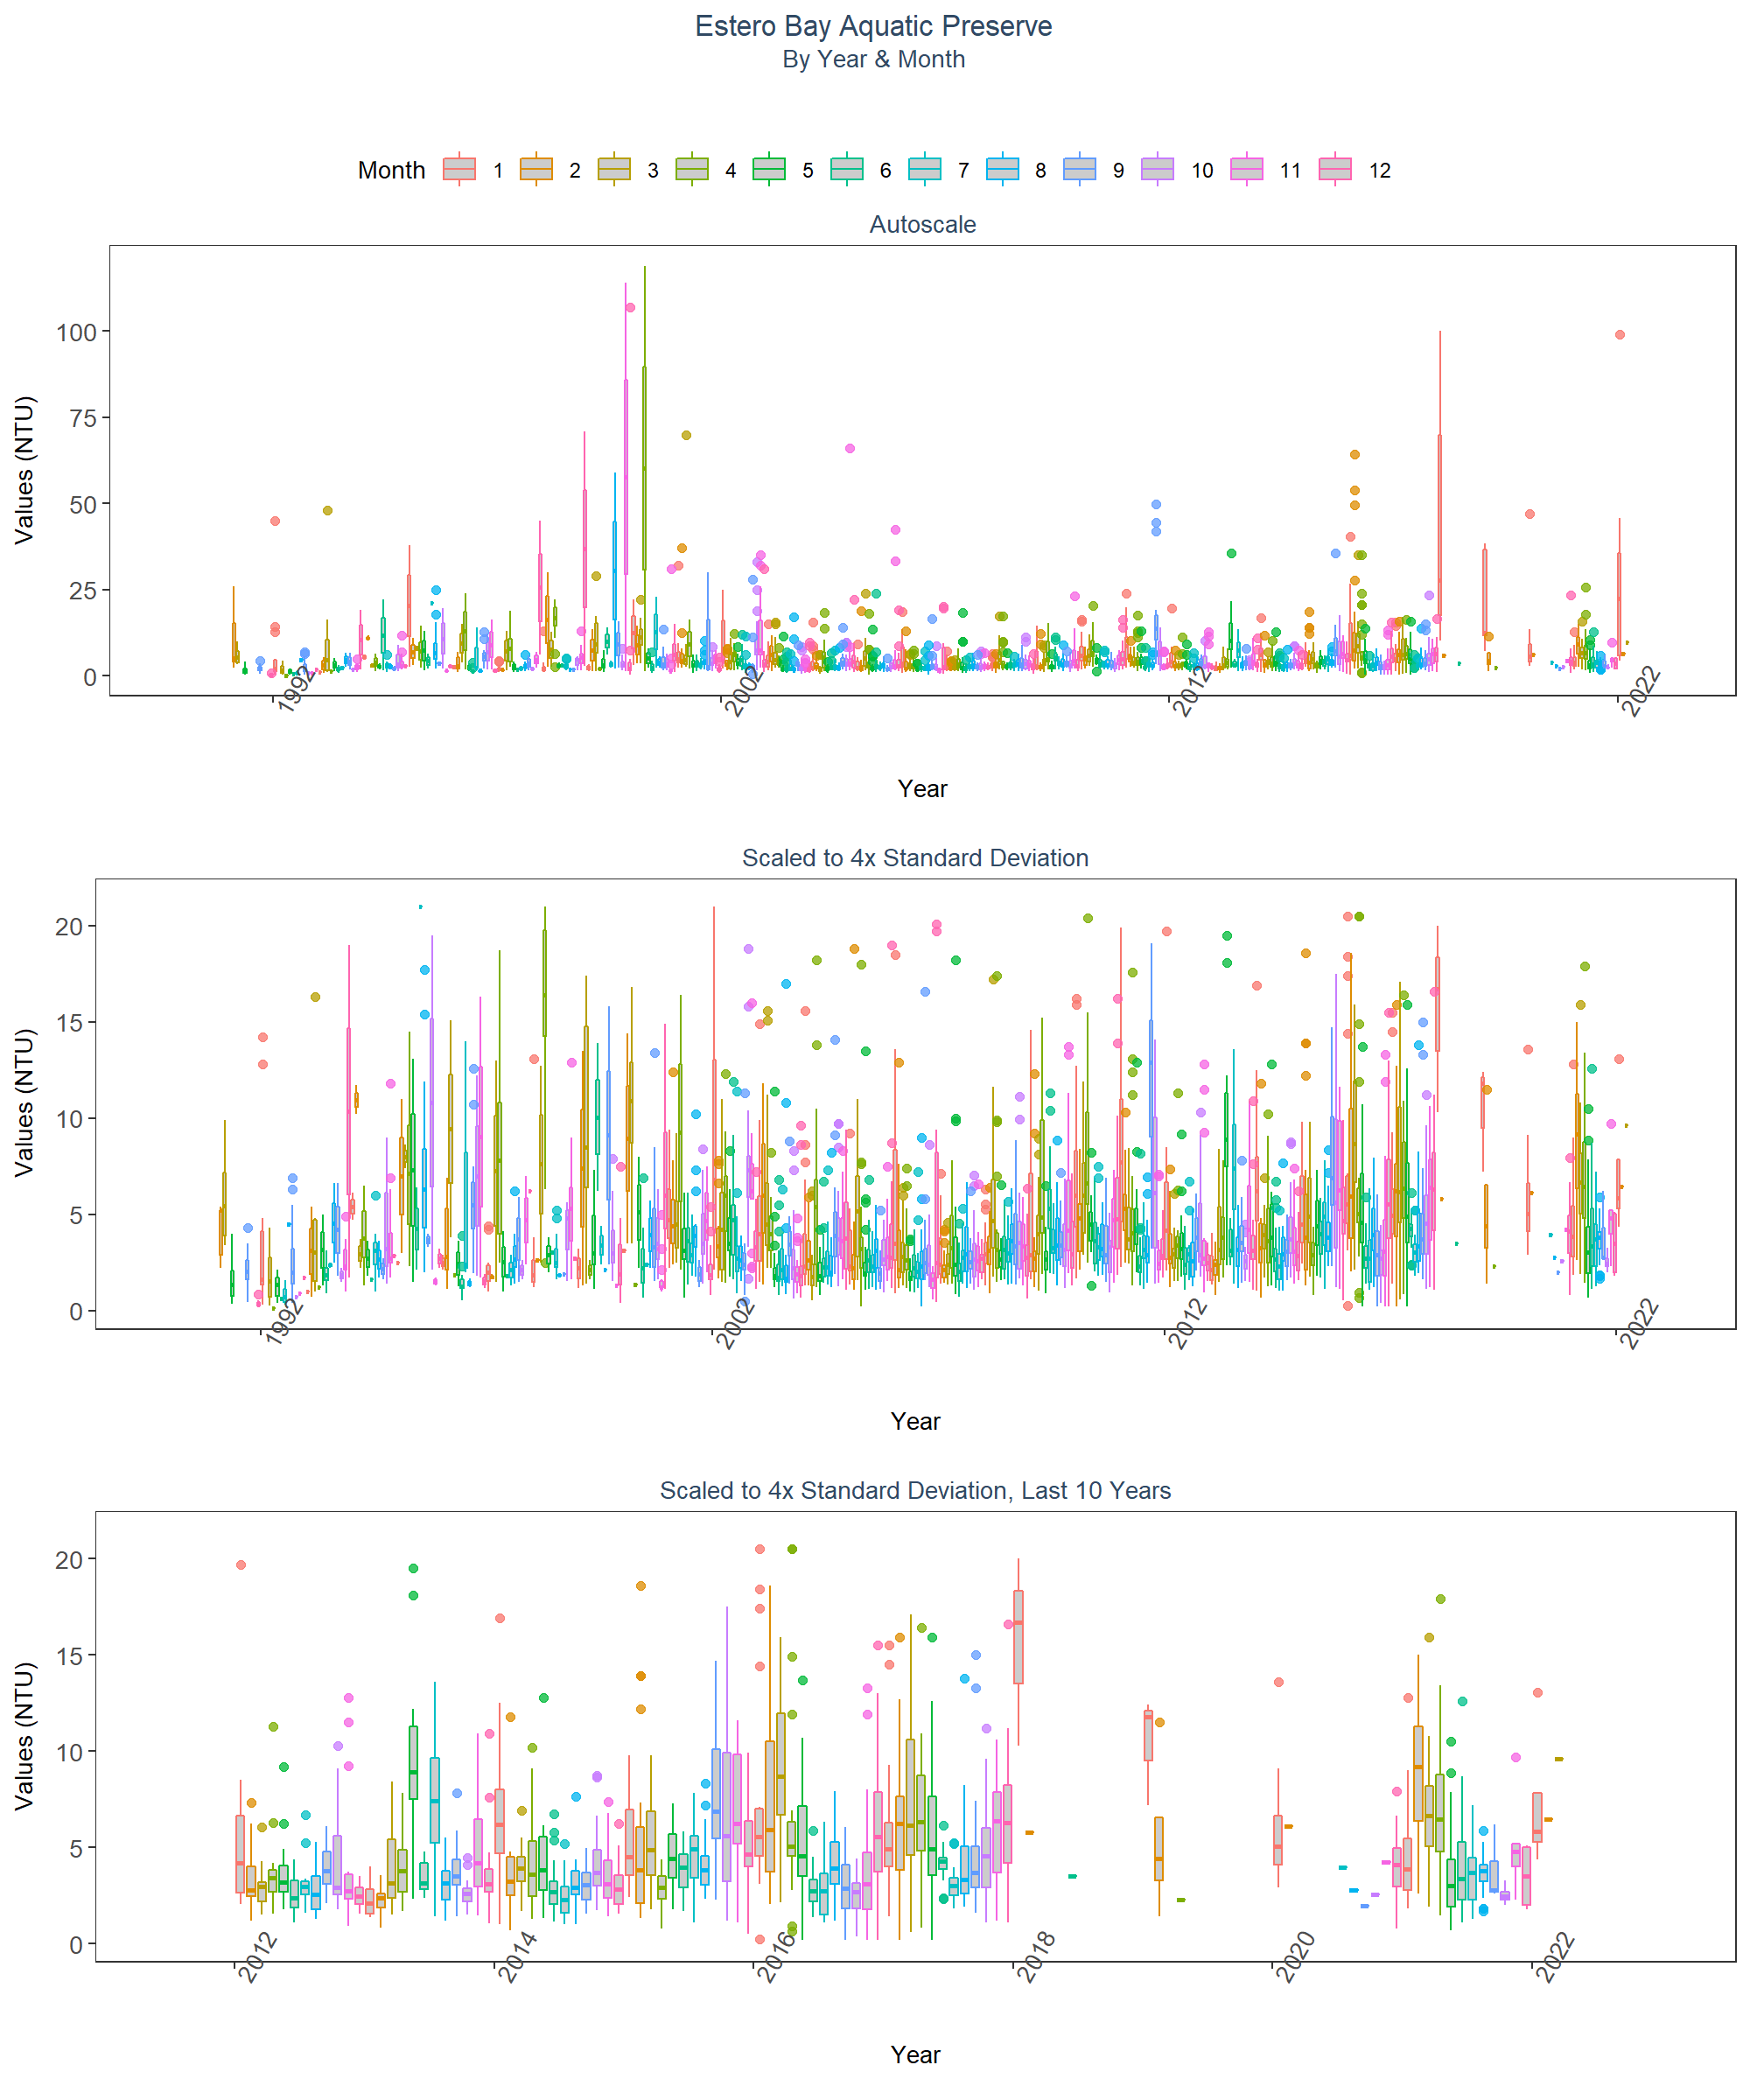 Estero Bay Aquatic Preserve
By Year & Month
Month 1 2 3 4 5 6 7 8 9 10 11 12
Autoscale
Values (NTU)
100
75
50
25
0
1992 2002 2012 2022
Year
Scaled to 4x Standard Deviation
Values (NTU)
20
15
10
5
0
1992 2002 2012 2022
Year
Scaled to 4x Standard Deviation, Last 10 Years
Values (NTU)
20
15
10
5
0
2012 2014 2016 2018 2020 2022
Year